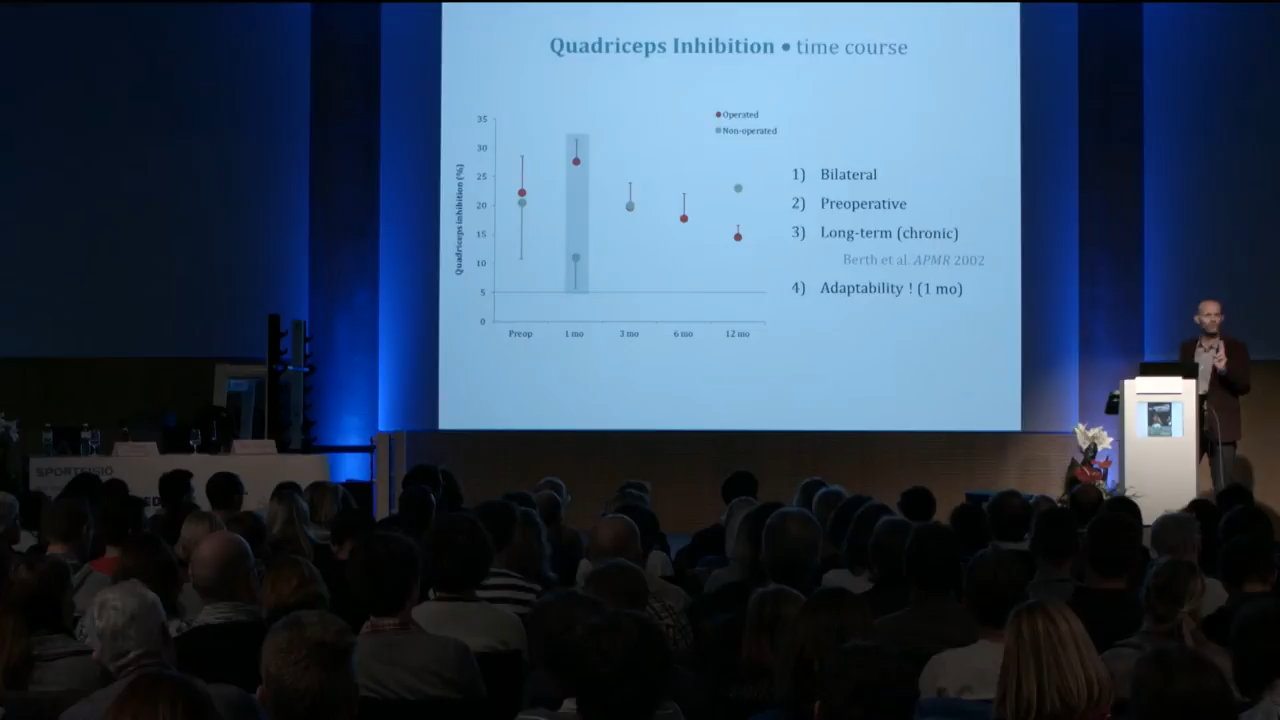 Quadriceps Inhibition • time course
Operated
Non-operated
Quadriceps inhibition (%)
35
30
25
20
15
10
5
0
Preop
1 mo
3 mo
6 mo
12 mo
1) Bilateral
2) Preoperative
3) Long-term (chronic)
Berth et al. APMR 2002
4) Adaptability ! (1 mo)
SPORTFISIO